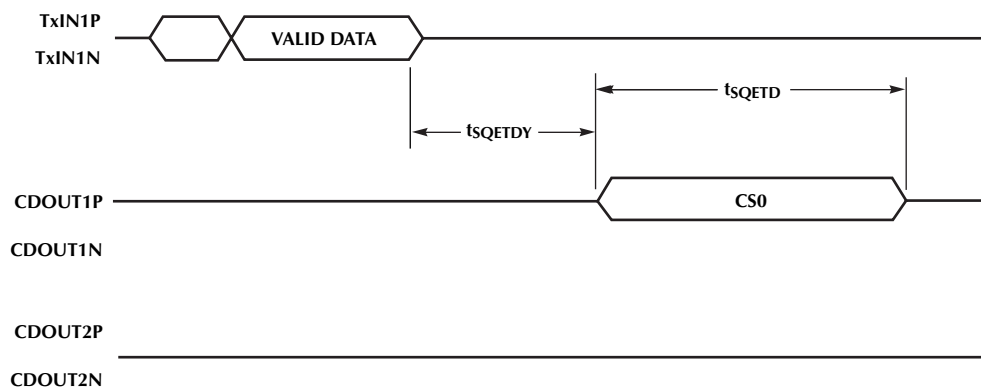 TxIN1P
TxIN1N
VALID DATA
tSQETD
tSQETDY
CDOUT1P
CDOUT1N
CS0
CDOUT2P
CDOUT2N